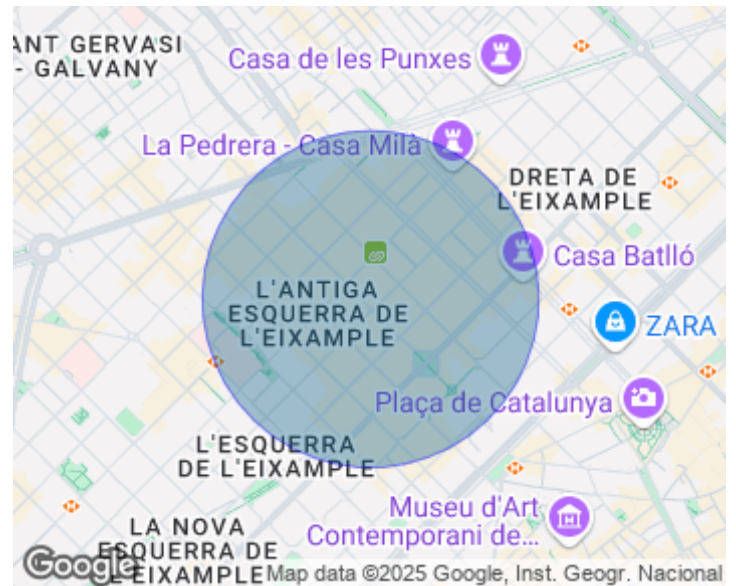 ANT GERVASI
- GALVANY
Casa de les Punxes
La Pedrera - Casa Milà
DRETA DE
L'EIXAMPLE
Casa Batlló
L'ANTIGA
ESQUERRA DE
L'EIXAMPLE
ZARA
Plaça de Catalunya
L'ESQUERRA
DE L'EIXAMPLE
Museu d'Art
Contemporani de...
LA NOVA
ESQUERRA DE
L'EIXAMPLE
Google
Map data ©2025 Google, Inst. Geogr. Nacional